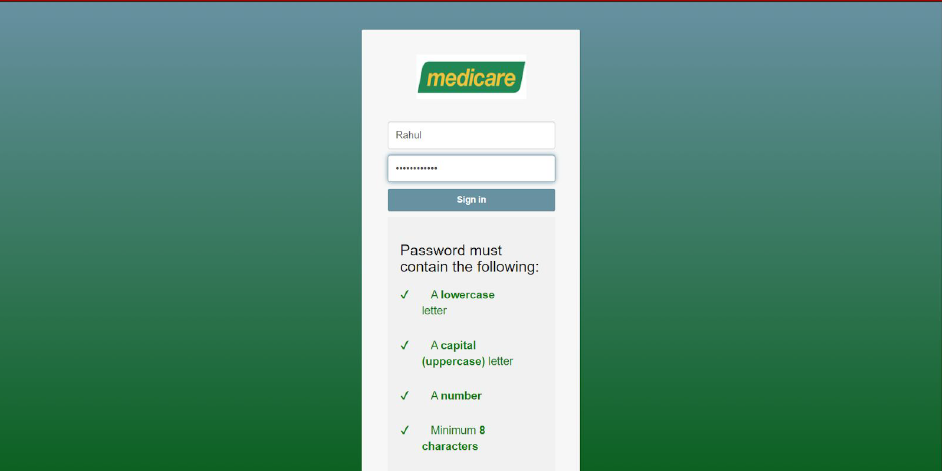 medicare
Rahul
••••••••••••
Sign in
Password must
contain the following:
✓ A lowercase
letter
✓ A capital
(uppercase) letter
✓ A number
✓ Minimum 8
characters